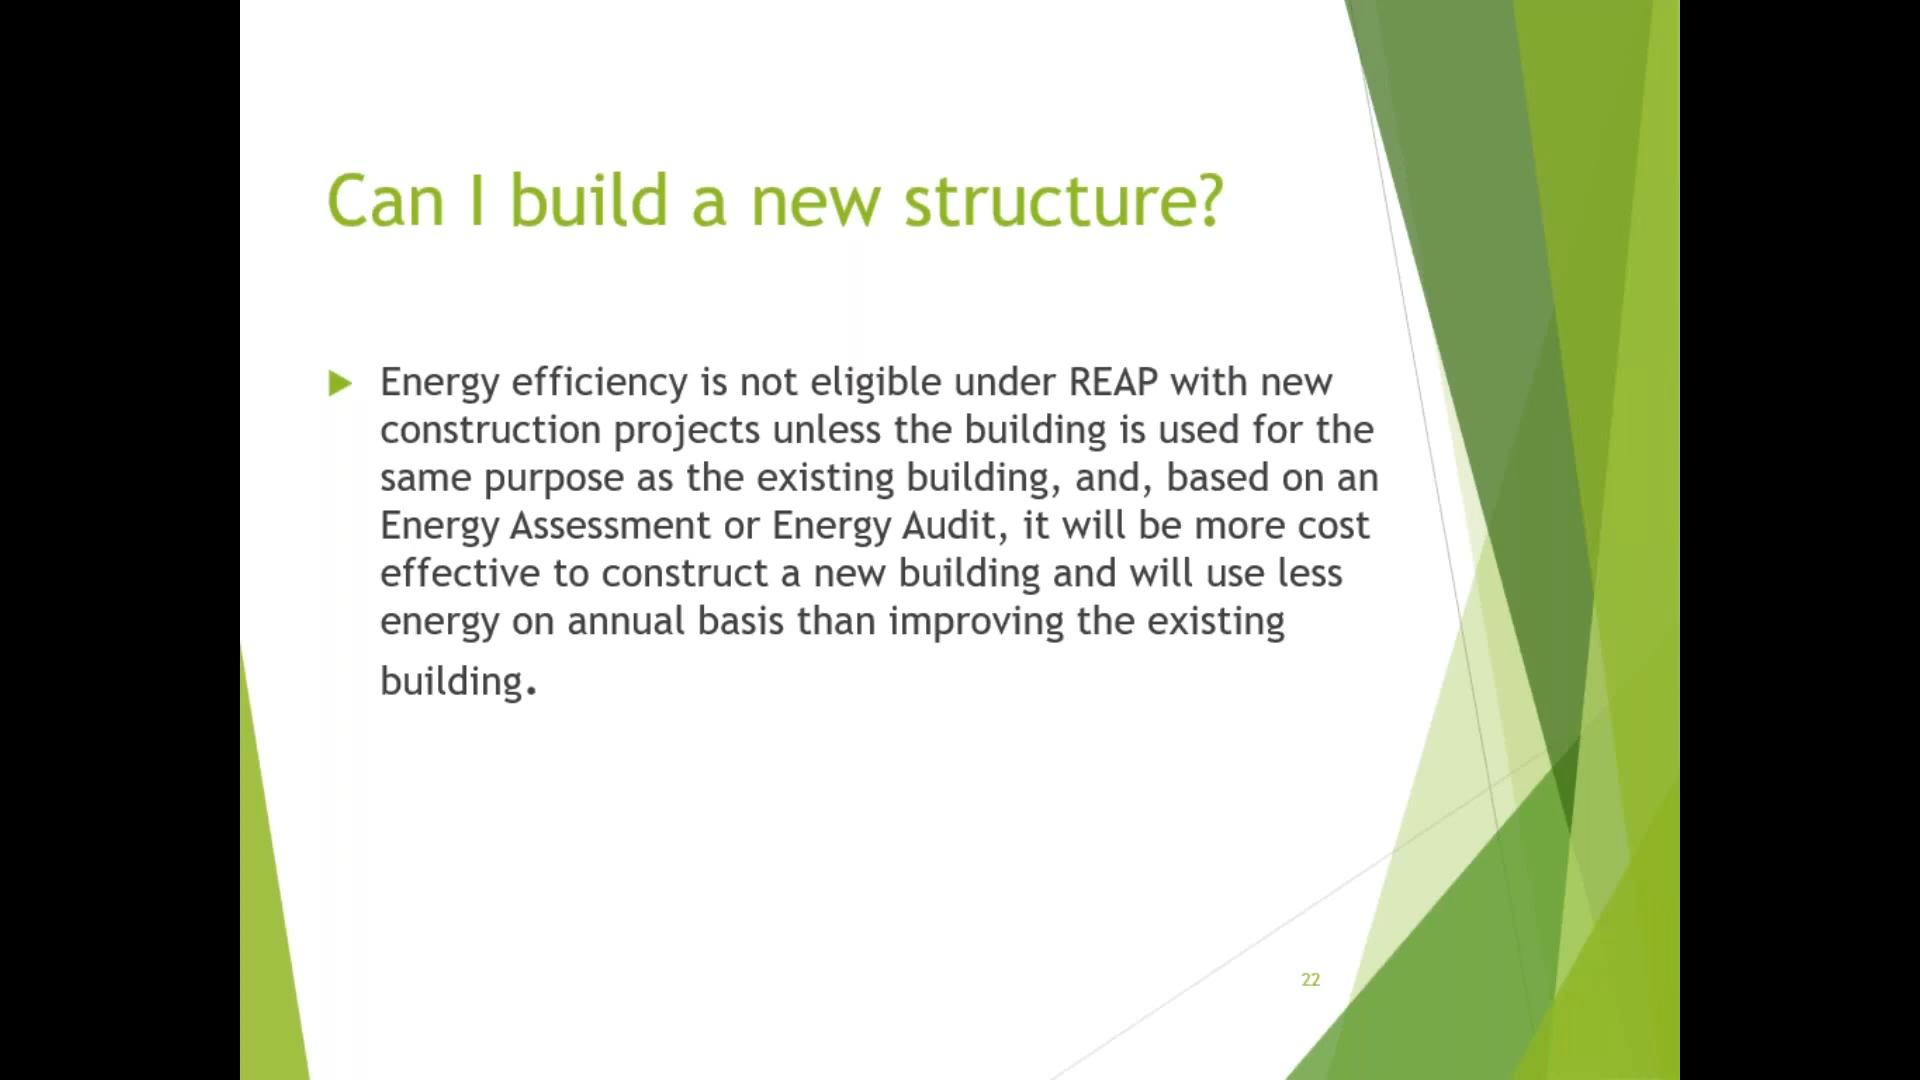 Can I build a new structure?
Energy efficiency is not eligible under REAP with new
construction projects unless the building is used for the
same purpose as the existing building, and, based on an
Energy Assessment or Energy Audit, it will be more cost
effective to construct a new building and will use less
energy on annual basis than improving the existing
building.
22